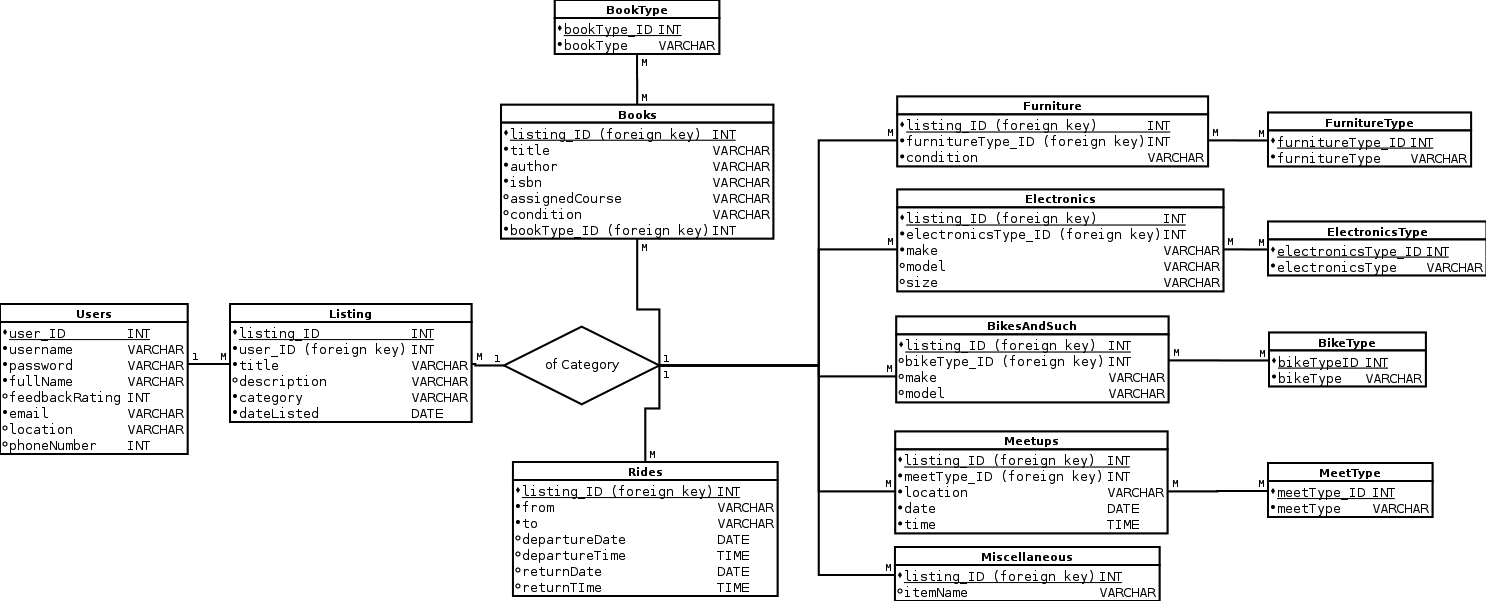 BookType
bookType_ID INT
bookType VARCHAR
M
M
Books
listing_ID (foreign key) INT
title VARCHAR
author VARCHAR
isbn VARCHAR
assignedCourse VARCHAR
condition VARCHAR
bookType_ID (foreign key) INT
M
Users
user_ID INT
username VARCHAR
password VARCHAR
fullName VARCHAR
feedbackRating INT
email VARCHAR
location VARCHAR
phoneNumber INT
1 M
Listing
listing_ID INT
user_ID (foreign key) INT
title VARCHAR
description VARCHAR
category VARCHAR
dateListed DATE
M 1
of Category
1
1
M
Rides
listing_ID (foreign key) INT
from VARCHAR
to VARCHAR
departureDate DATE
departureTime TIME
returnDate DATE
returnTIme TIME
M
Furniture
listing_ID (foreign key) INT
furnitureType_ID (foreign key) INT
condition VARCHAR
M M
FurnitureType
furnitureType_ID INT
furnitureType VARCHAR
M
Electronics
listing_ID (foreign key) INT
electronicsType_ID (foreign key) INT
make VARCHAR
model VARCHAR
size VARCHAR
M M
ElectronicsType
electronicsType_ID INT
electronicsType VARCHAR
M
BikesAndSuch
listing_ID (foreign key) INT
bikeType_ID (foreign key) INT
make VARCHAR
model VARCHAR
M M
BikeType
bikeTypeID INT
bikeType VARCHAR
M
Meetups
listing_ID (foreign key) INT
meetType_ID (foreign key) INT
location VARCHAR
date DATE
time TIME
M M
MeetType
meetType_ID INT
meetType VARCHAR
M
Miscellaneous
listing_ID (foreign key) INT
itemName VARCHAR